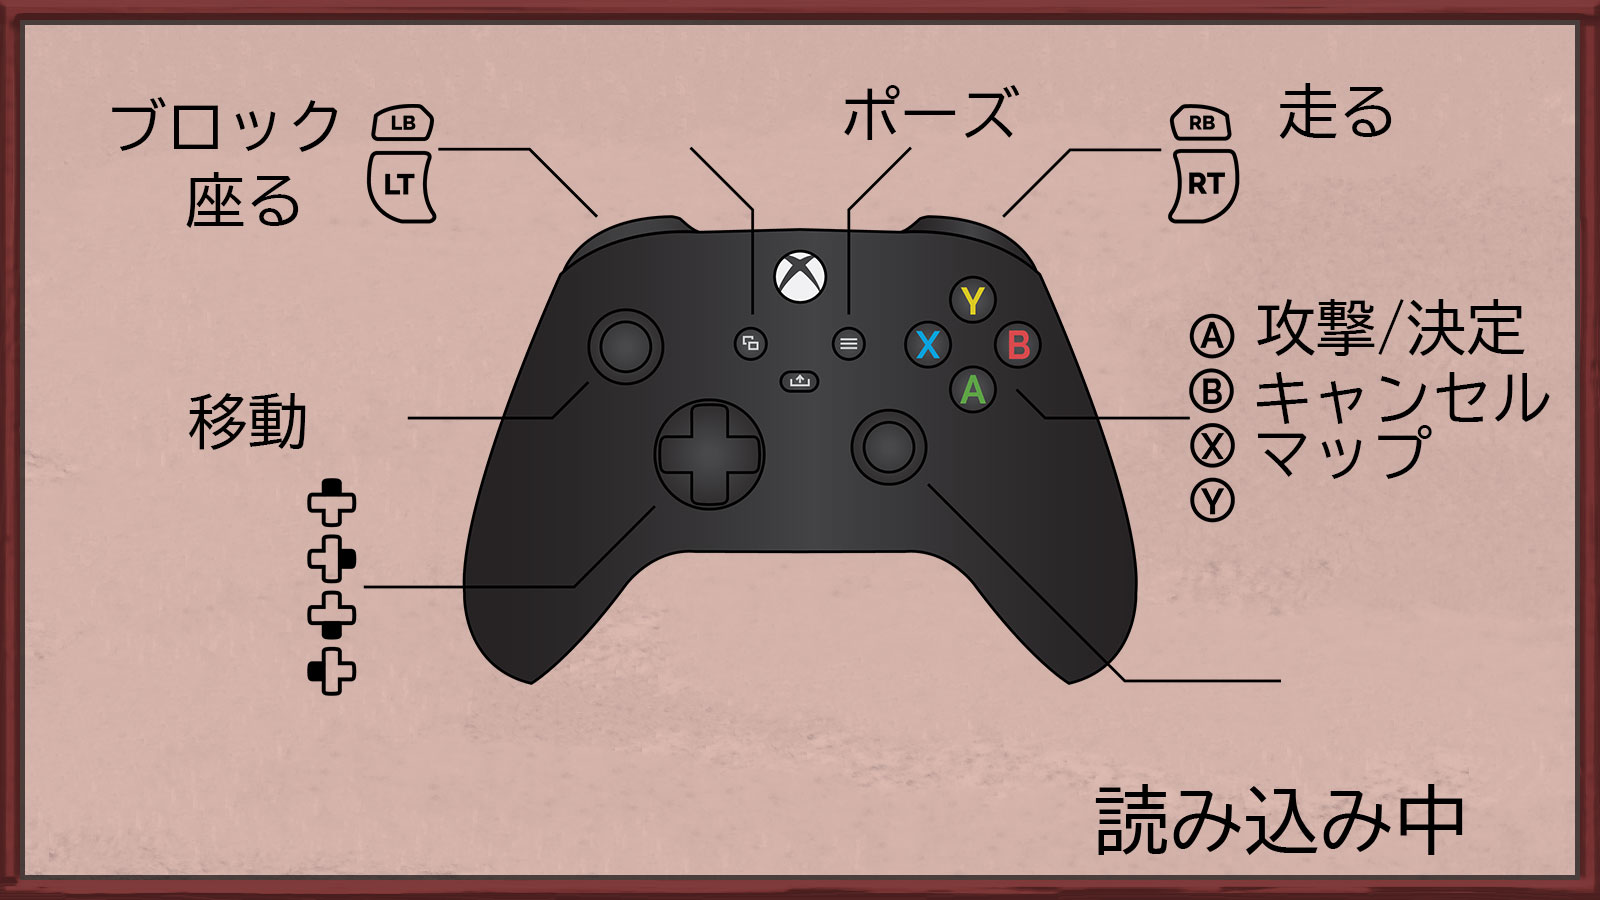 ブロック
LB
座る
LT
ポーズ
RB
走る
RT
移動
Y
X
B
A
A 攻撃/決定
B キャンセル
X マップ
Y
読み込み中